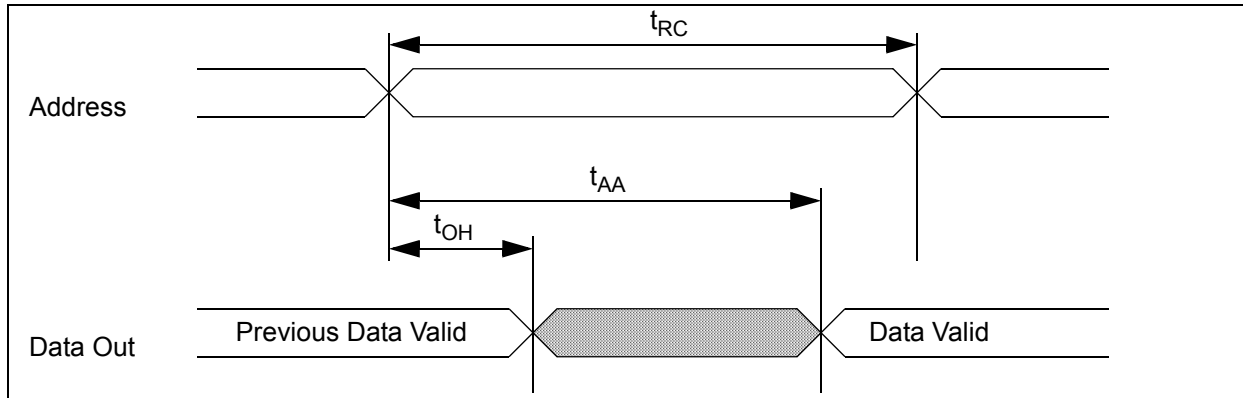 tRC
Address
tAA
tOH
Previous Data Valid
Data Valid
Data Out